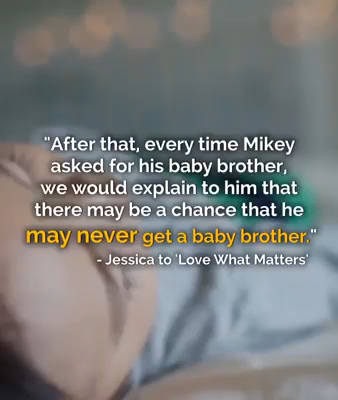 "After that, every time Mikey
asked for his baby brother,
we would explain to him that
there may be a chance that he
may never get a baby brother."
- Jessica to 'Love What Matters'